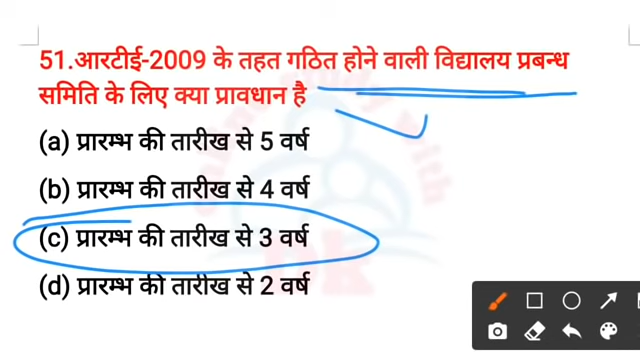 51.आरटीई-2009 के तहत गठित होने वाली विद्यालय प्रबन्ध
समिति के लिए क्या प्रावधान है
(a) प्रारम्भ की तारीख से 5 वर्ष
(b) प्रारम्भ की तारीख से 4 वर्ष
(c) प्रारम्भ की तारीख से 3 वर्ष
(d) प्रारम्भ की तारीख से 2 वर्ष